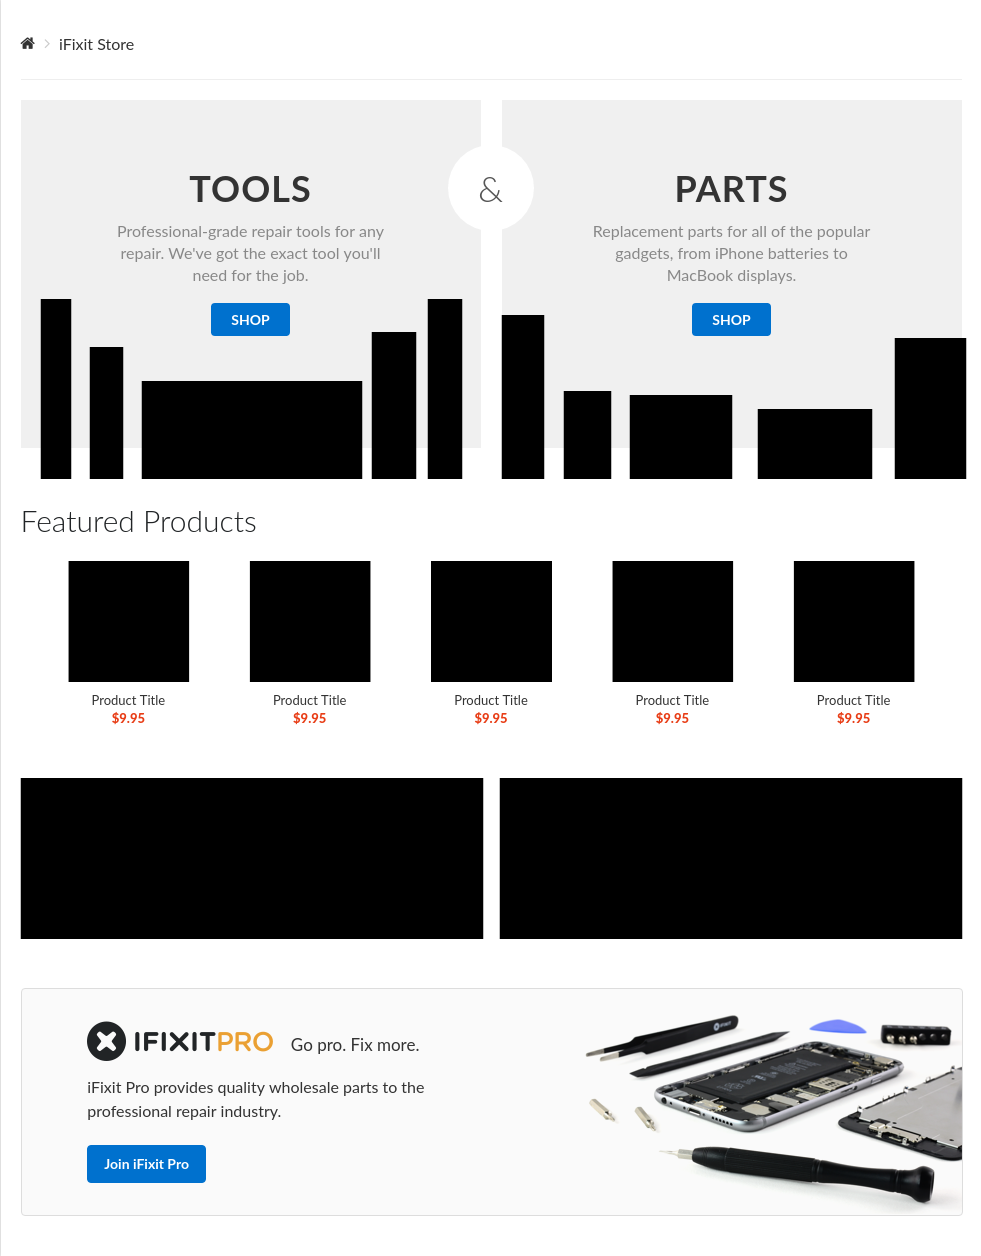 iFixit Store
TOOLS
Professional-grade repair tools for any
repair. We've got the exact tool you'll
need for the job.
SHOP
&
PARTS
Replacement parts for all of the popular
gadgets, from iPhone batteries to
MacBook displays.
SHOP
Featured Products
Product Title
$9.95
Product Title
$9.95
Product Title
$9.95
Product Title
$9.95
Product Title
$9.95
IFIXITPRO Go pro. Fix more.
iFixit Pro provides quality wholesale parts to the
professional repair industry.
Join iFixit Pro